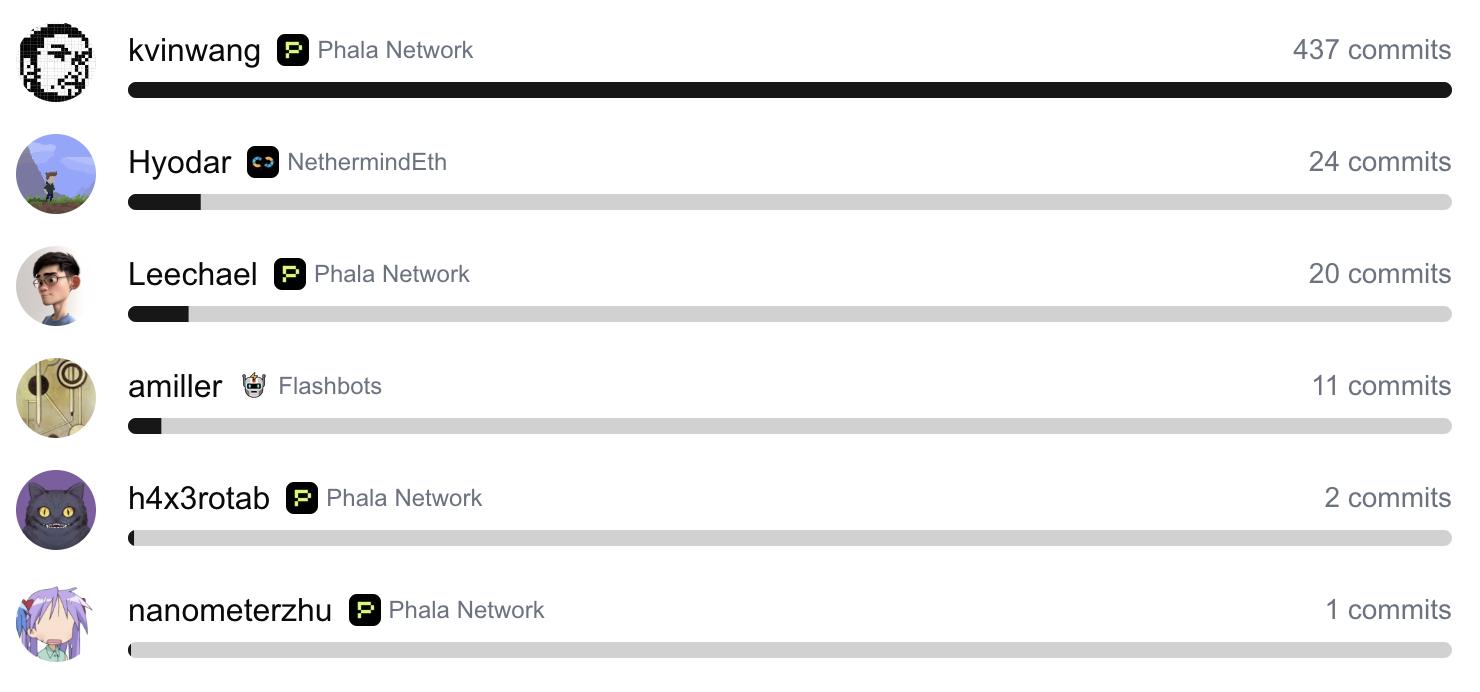 kvinwang Phala Network 437 commits
Hyodar NethermindEth 24 commits
Leechael Phala Network 20 commits
amiller Flashbots 11 commits
h4x3rotab Phala Network 2 commits
nanometerzhu Phala Network 1 commits